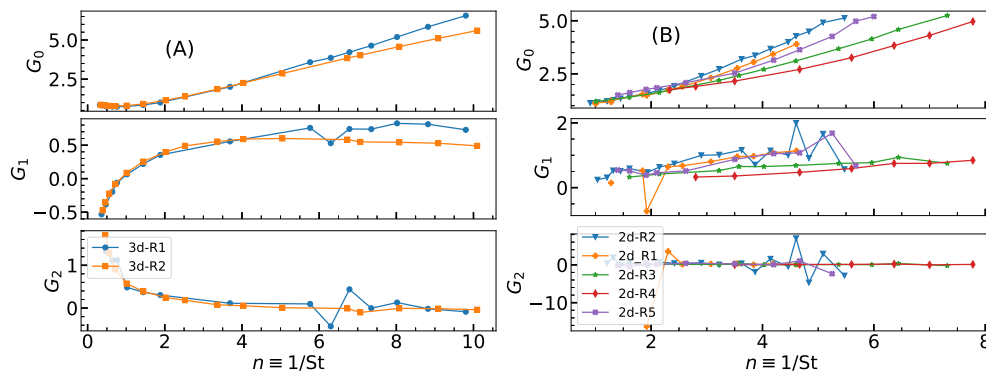 (A)
G0
5.0
2.5
G1
0.5
0.0
−0.5
G2
1
0
3d-R1
3d-R2
0 2 4 6 8 10
n ≡ 1/St
(B)
G0
5.0
2.5
G1
2
0
G2
0
−10
2d-R2
2d_R1
2d-R3
2d-R4
2d-R5
2 4 6 8
n ≡ 1/St